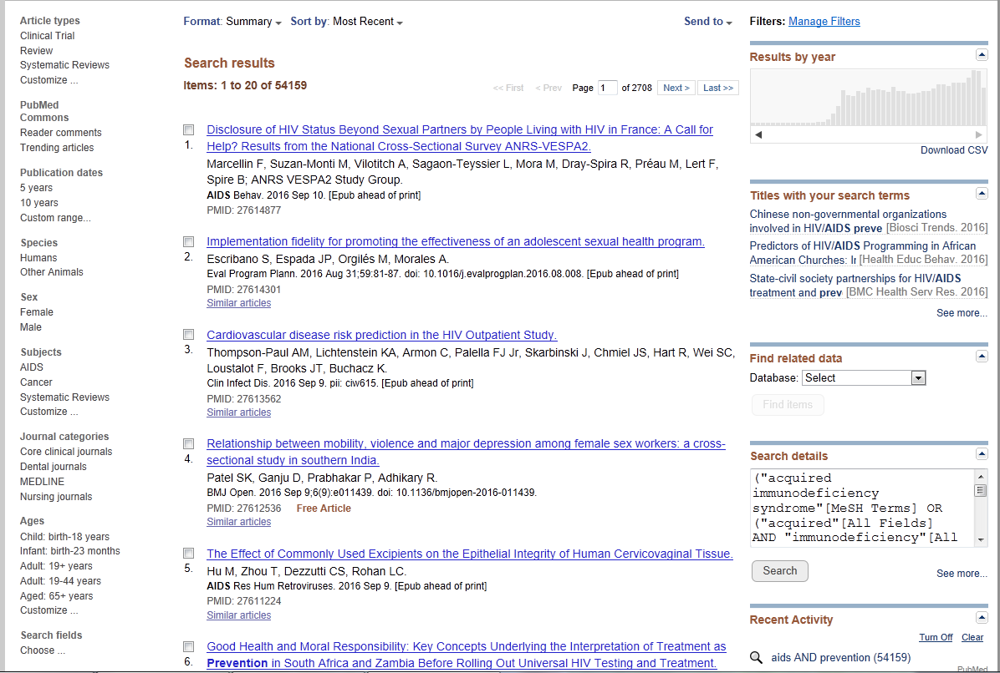 Article types
Clinical Trial
Review
Systematic Reviews
Customize ...
PubMed
Commons
Reader comments
Trending articles
Publication dates
5 years
10 years
Custom range...
Species
Humans
Other Animals
Sex
Female
Male
Subjects
AIDS
Cancer
Systematic Reviews
Customize ...
Journal categories
Core clinical journals
Dental journals
MEDLINE
Nursing journals
Ages
Child: birth-18 years
Infant: birth-23 months
Adult: 19+ years
Adult: 19-44 years
Aged: 65+ years
Customize ...
Search fields
Choose ...
Format: Summary Sort by: Most Recent Send to
Search results
Items: 1 to 20 of 54159
<< First < Prev Page 1 of 2708 Next > Last >>
1. Disclosure of HIV Status Beyond Sexual Partners by People Living with HIV in France: A Call for
Help? Results from the National Cross-Sectional Survey ANRS-VESPA2.
Marcellin F, Suzan-Monti M, Vilotitch A, Sagaon-Teyssier L, Mora M, Dray-Spira R, Préau M, Lert F,
Spire B; ANRS VESPA2 Study Group.
AIDS Behav. 2016 Sep 10. [Epub ahead of print]
PMID: 27614877
2. Implementation fidelity for promoting the effectiveness of an adolescent sexual health program.
Escribano S, Espada JP, Orgilés M, Morales A.
Eval Program Plann. 2016 Aug 31;59:81-87. doi: 10.1016/j.evalprogplan.2016.08.008. [Epub ahead of print]
PMID: 27614301
Similar articles
3. Cardiovascular disease risk prediction in the HIV Outpatient Study.
Thompson-Paul AM, Lichtenstein KA, Armon C, Palella FJ Jr, Skarbinski J, Chmiel JS, Hart R, Wei SC,
Loustalot F, Brooks JT, Buchacz K.
Clin Infect Dis. 2016 Sep 9. pii: ciw615. [Epub ahead of print]
PMID: 27613562
Similar articles
4. Relationship between mobility, violence and major depression among female sex workers: a cross-
sectional study in southern India.
Patel SK, Ganju D, Prabhakar P, Adhikary R.
BMJ Open. 2016 Sep 9;6(9):e011439. doi: 10.1136/bmjopen-2016-011439.
PMID: 27612536 Free Article
Similar articles
5. The Effect of Commonly Used Excipients on the Epithelial Integrity of Human Cervicovaginal Tissue.
Hu M, Zhou T, Dezzutti CS, Rohan LC.
AIDS Res Hum Retroviruses. 2016 Sep 9. [Epub ahead of print]
PMID: 27611224
Similar articles
6. Good Health and Moral Responsibility: Key Concepts Underlying the Interpretation of Treatment as
Prevention in South Africa and Zambia Before Rolling Out Universal HIV Testing and Treatment.
Filters: Manage Filters
Results by year
Download CSV
Titles with your search terms
Chinese non-governmental organizations
involved in HIV/AIDS preve [Biosci Trends. 2016]
Predictors of HIV/AIDS Programming in African
American Churches: Ir [Health Educ Behav. 2016]
State-civil society partnerships for HIV/AIDS
treatment and prev [BMC Health Serv Res. 2016]
See more...
Find related data
Database: Select
Find items
Search details
("acquired
immunodeficiency
syndrome"[MeSH Terms] OR
("acquired"[All Fields]
AND "immunodeficiency"[All
Search
See more...
Recent Activity
Turn Off Clear
aids AND prevention (54159)
PubMed